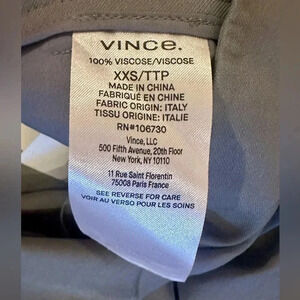 VINCE.
100% VISCOSE/VISCOSE
XXS/TTP
MADE IN CHINA
FABRIQUÉ EN CHINE
FABRIC ORIGIN: ITALY
TISSU ORIGINE: ITALIE
RN#106730
Vince, LLC
500 Fifth Avenue, 20th Floor
New York, NY 10110
11 Rue Saint Florentin
75008 Paris France
SEE REVERSE FOR CARE
VOIR AU VERSO POUR LES SOINS